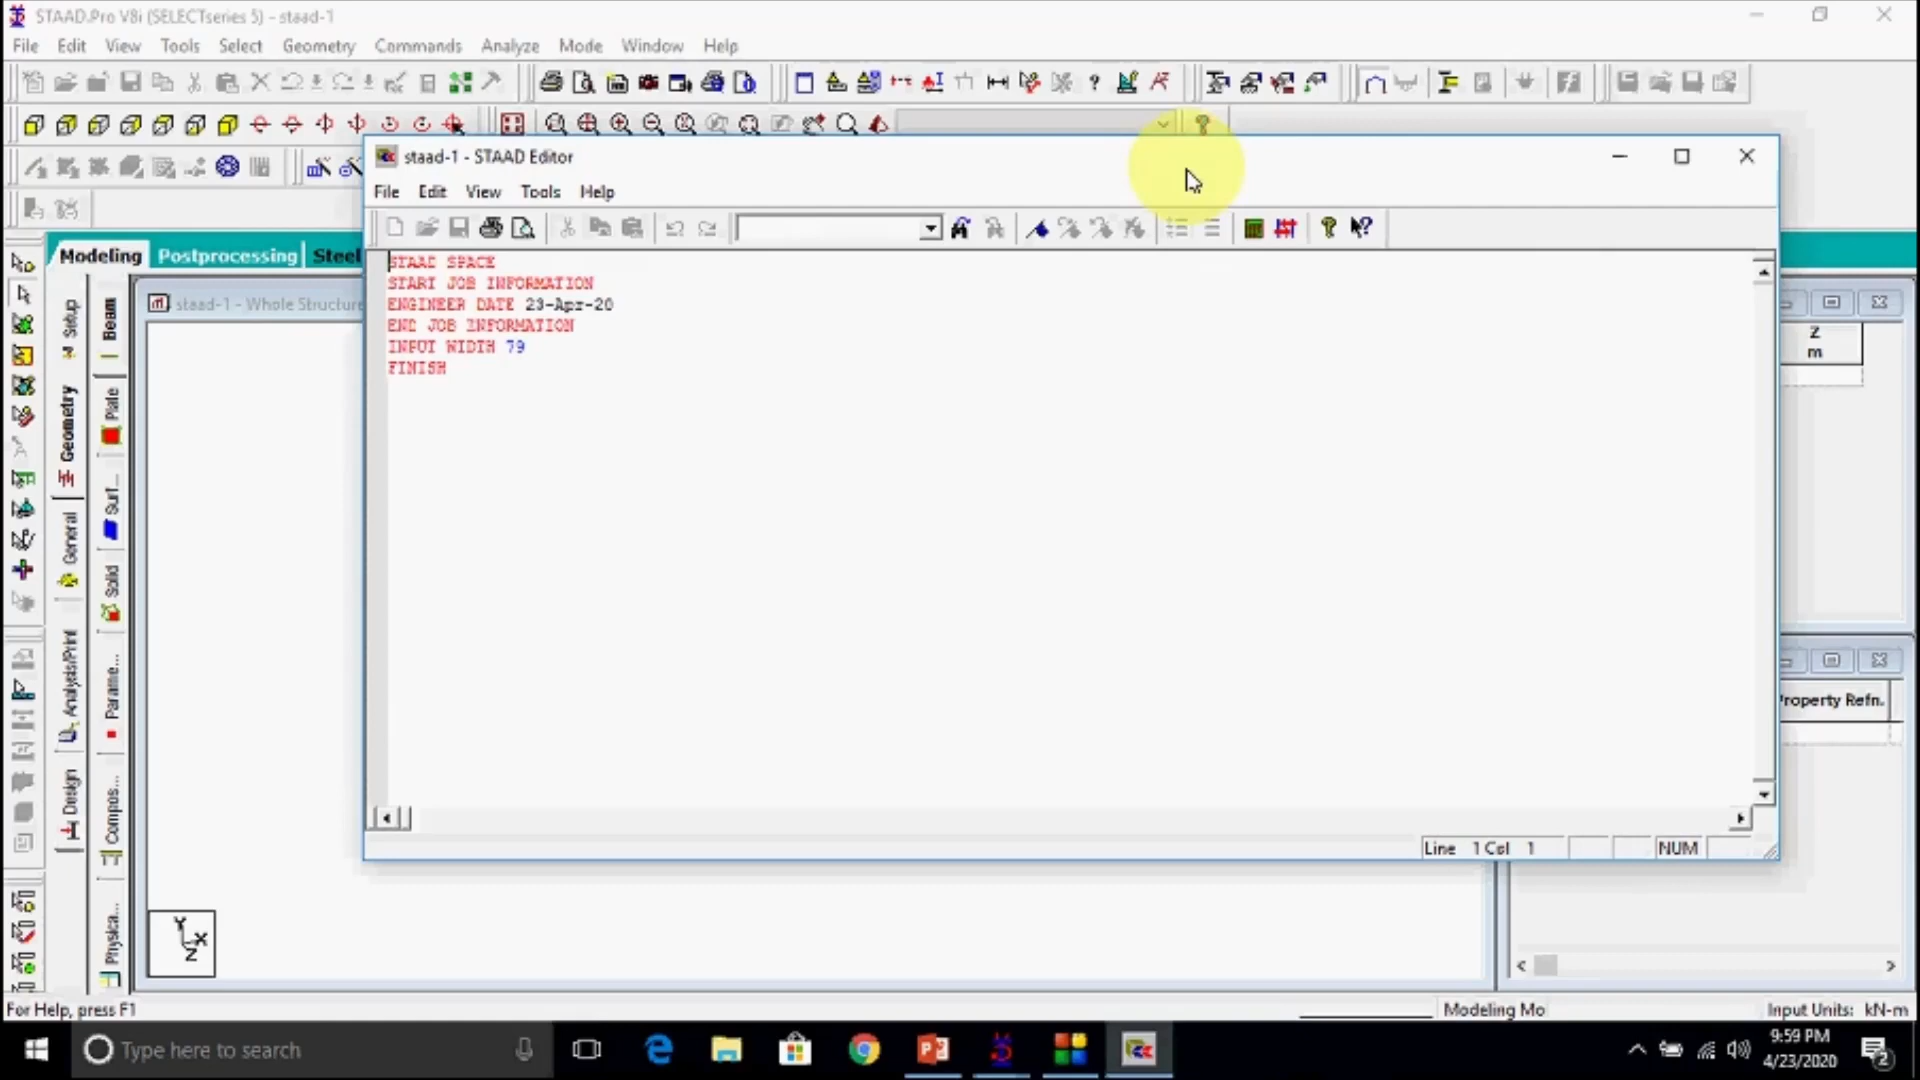 STAAD.Pro V8i (SELECTseries 5) - staad-1
File Edit View Tools Select Geometry Commands Analyze Mode Window Help
staad-1 - STAAD Editor
File Edit View Tools Help
Modeling Postprocessing Steel
staad-1 - Whole Structure
STAAD SPACE
START JOB INFORMATION
ENGINEER DATE 23-Apr-20
END JOB INFORMATION
INPUT WIDTH 79
FINISH
Setup
Geometry
General
Analysis/Print
Design
Beam
Plate
Surf...
Solid
Parame...
Compos...
Physica...
Z
m
Property Refn.
Line 1 Col 1 NUM
Y
X
Z
For Help, press F1
Modeling Mo
Input Units: kN-m
Type here to search
9:59 PM
4/23/2020
2